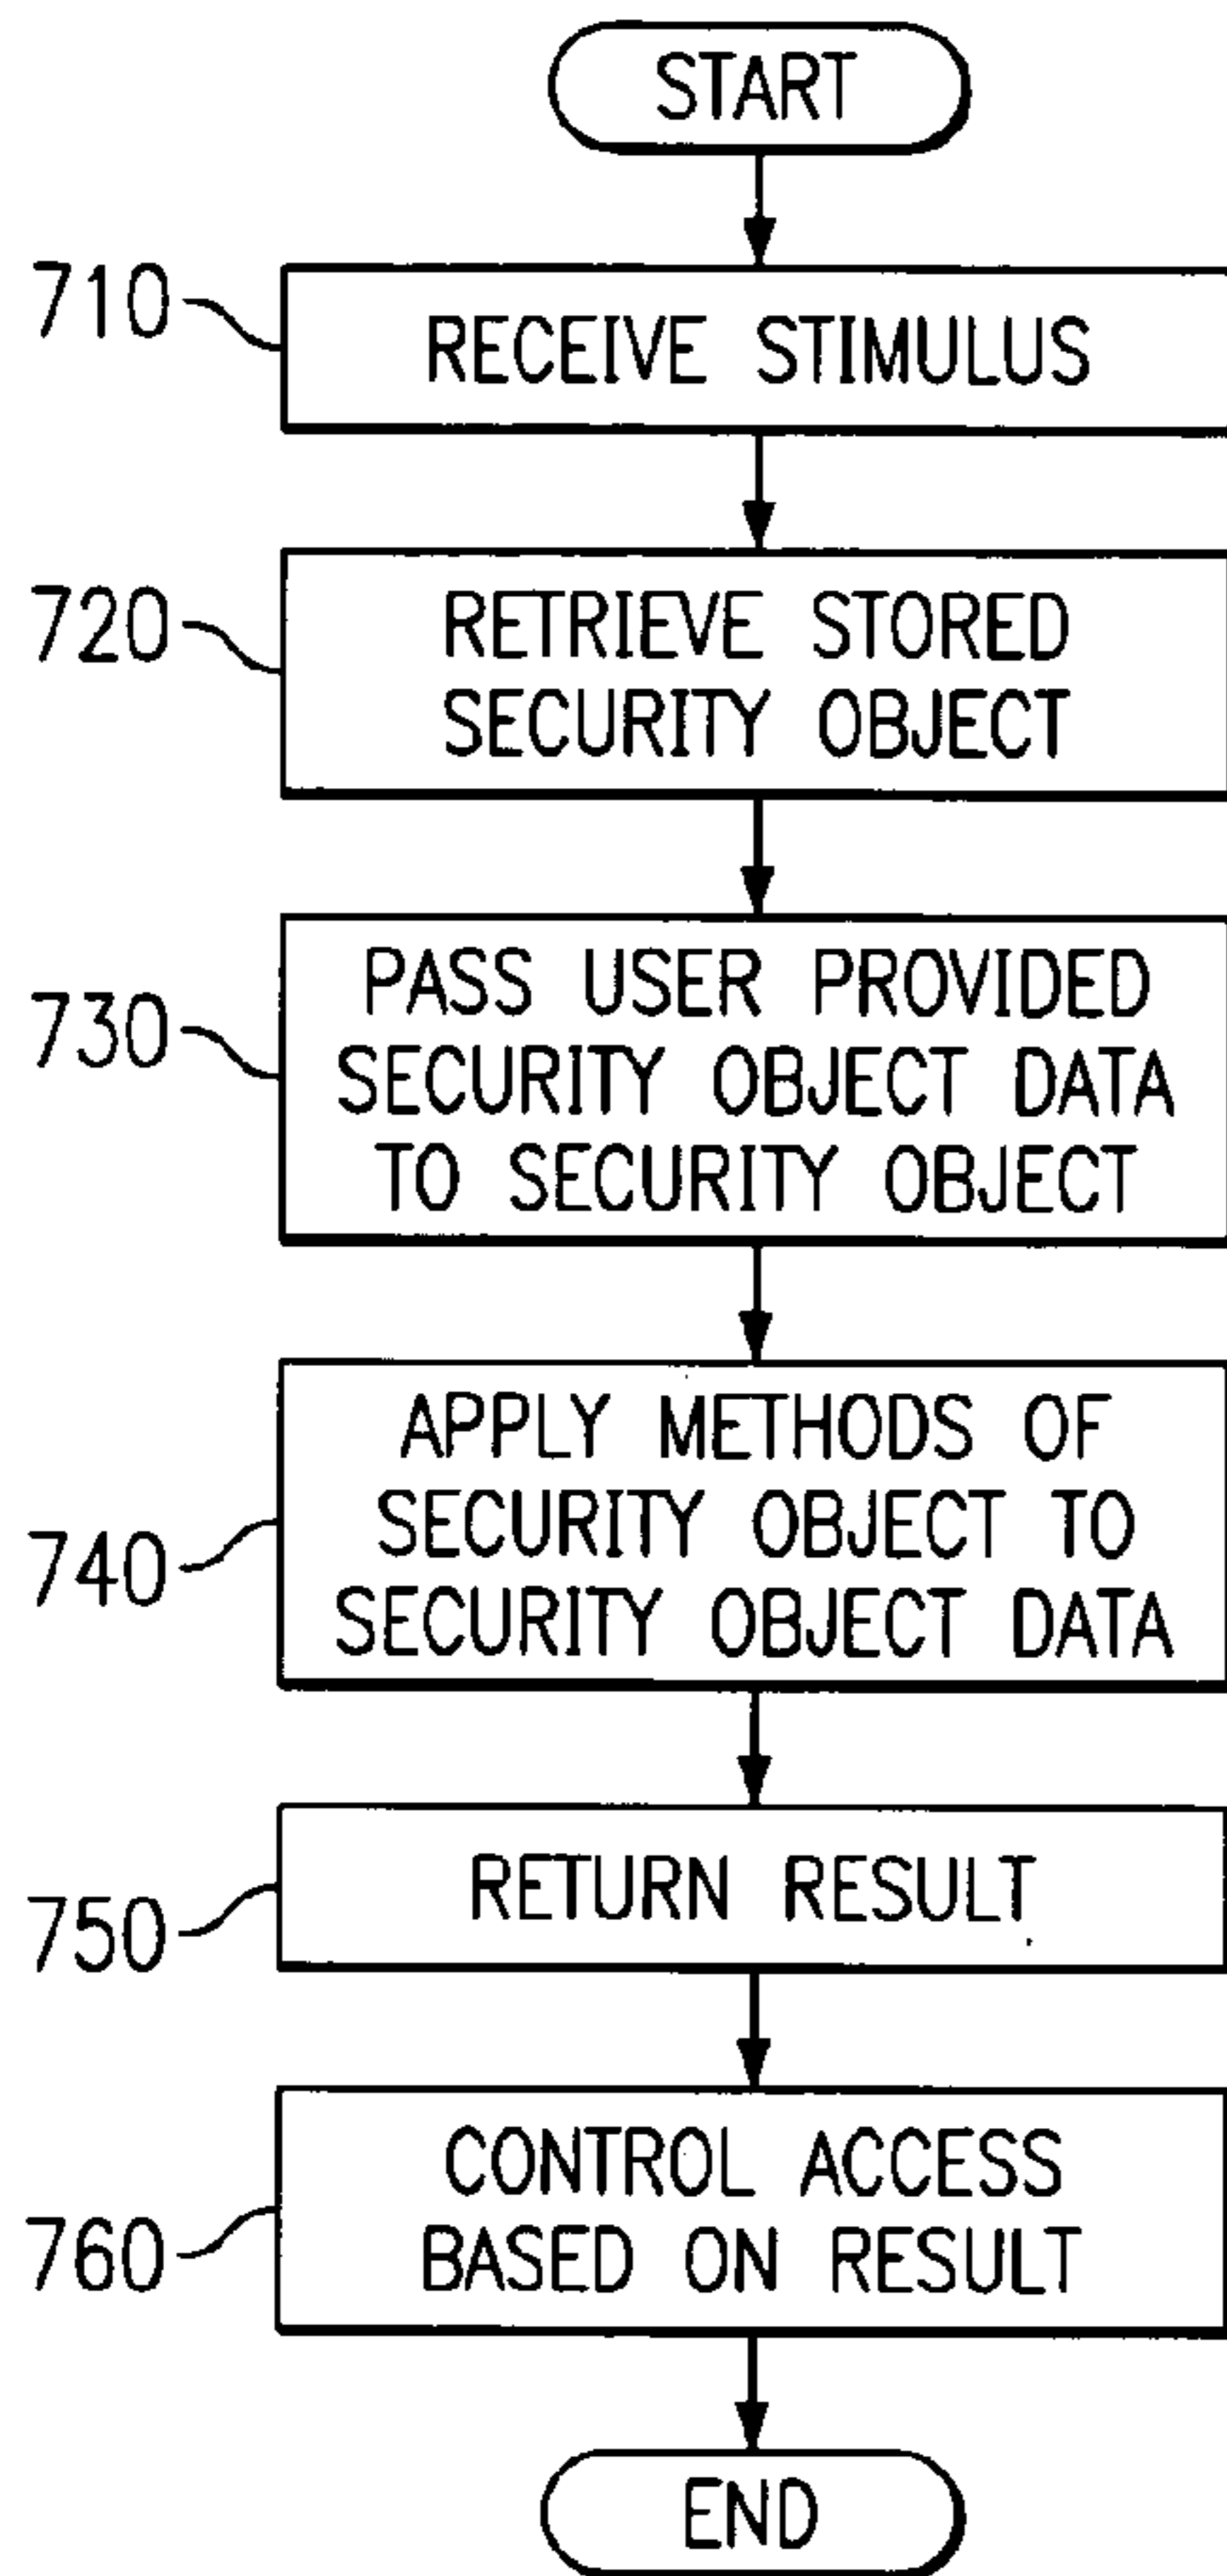 START
710
RECEIVE STIMULUS
720
RETRIEVE STORED
SECURITY OBJECT
730
PASS USER PROVIDED
SECURITY OBJECT DATA
TO SECURITY OBJECT
740
APPLY METHODS OF
SECURITY OBJECT TO
SECURITY OBJECT DATA
750
RETURN RESULT
760
CONTROL ACCESS
BASED ON RESULT
END